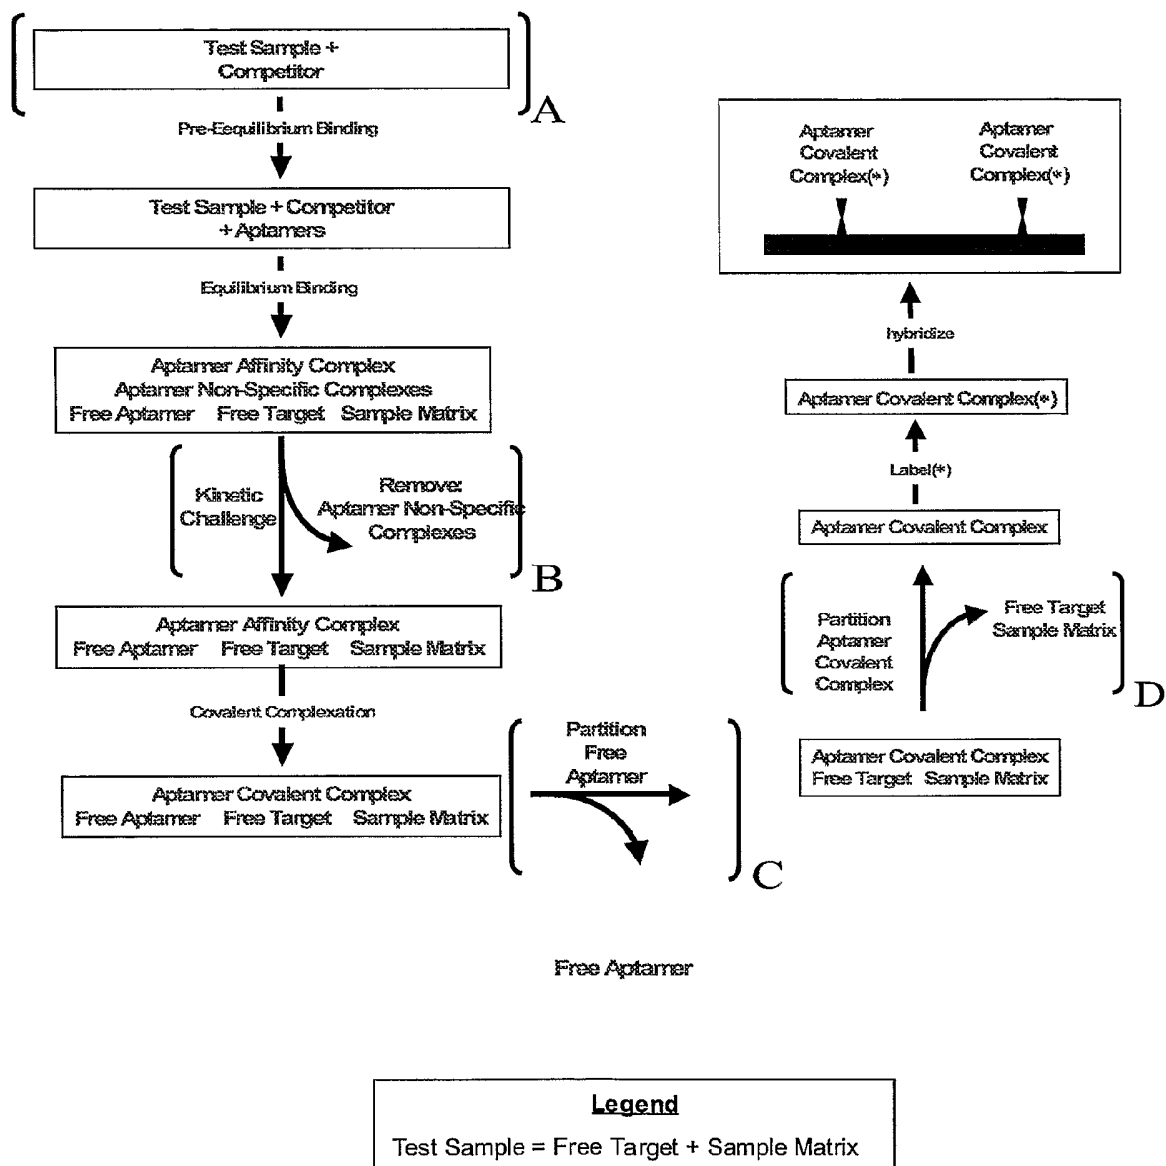 Test Sample +
Competitor
A
Pre-Eequilibrium Binding
Test Sample + Competitor
+ Aptamers
Equilibrium Binding
Aptamer Affinity Complex
Aptamer Non-Specific Complexes
Free Aptamer Free Target Sample Matrix
Kinetic
Challenge
Remove:
Aptamer Non-Specific
Complexes
B
Aptamer Affinity Complex
Free Aptamer Free Target Sample Matrix
Covalent Complexation
Aptamer Covalent Complex
Free Aptamer Free Target Sample Matrix
Partition
Free
Aptamer
C
Free Aptamer
Aptamer Covalent Complex
Free Target Sample Matrix
Partition
Aptamer
Covalent
Complex
Free Target
Sample Matrix
D
Aptamer Covalent Complex
Label(*)
Aptamer Covalent Complex(*)
hybridize
Aptamer
Covalent
Complex(*)
Aptamer
Covalent
Complex(*)
Legend
Test Sample = Free Target + Sample Matrix